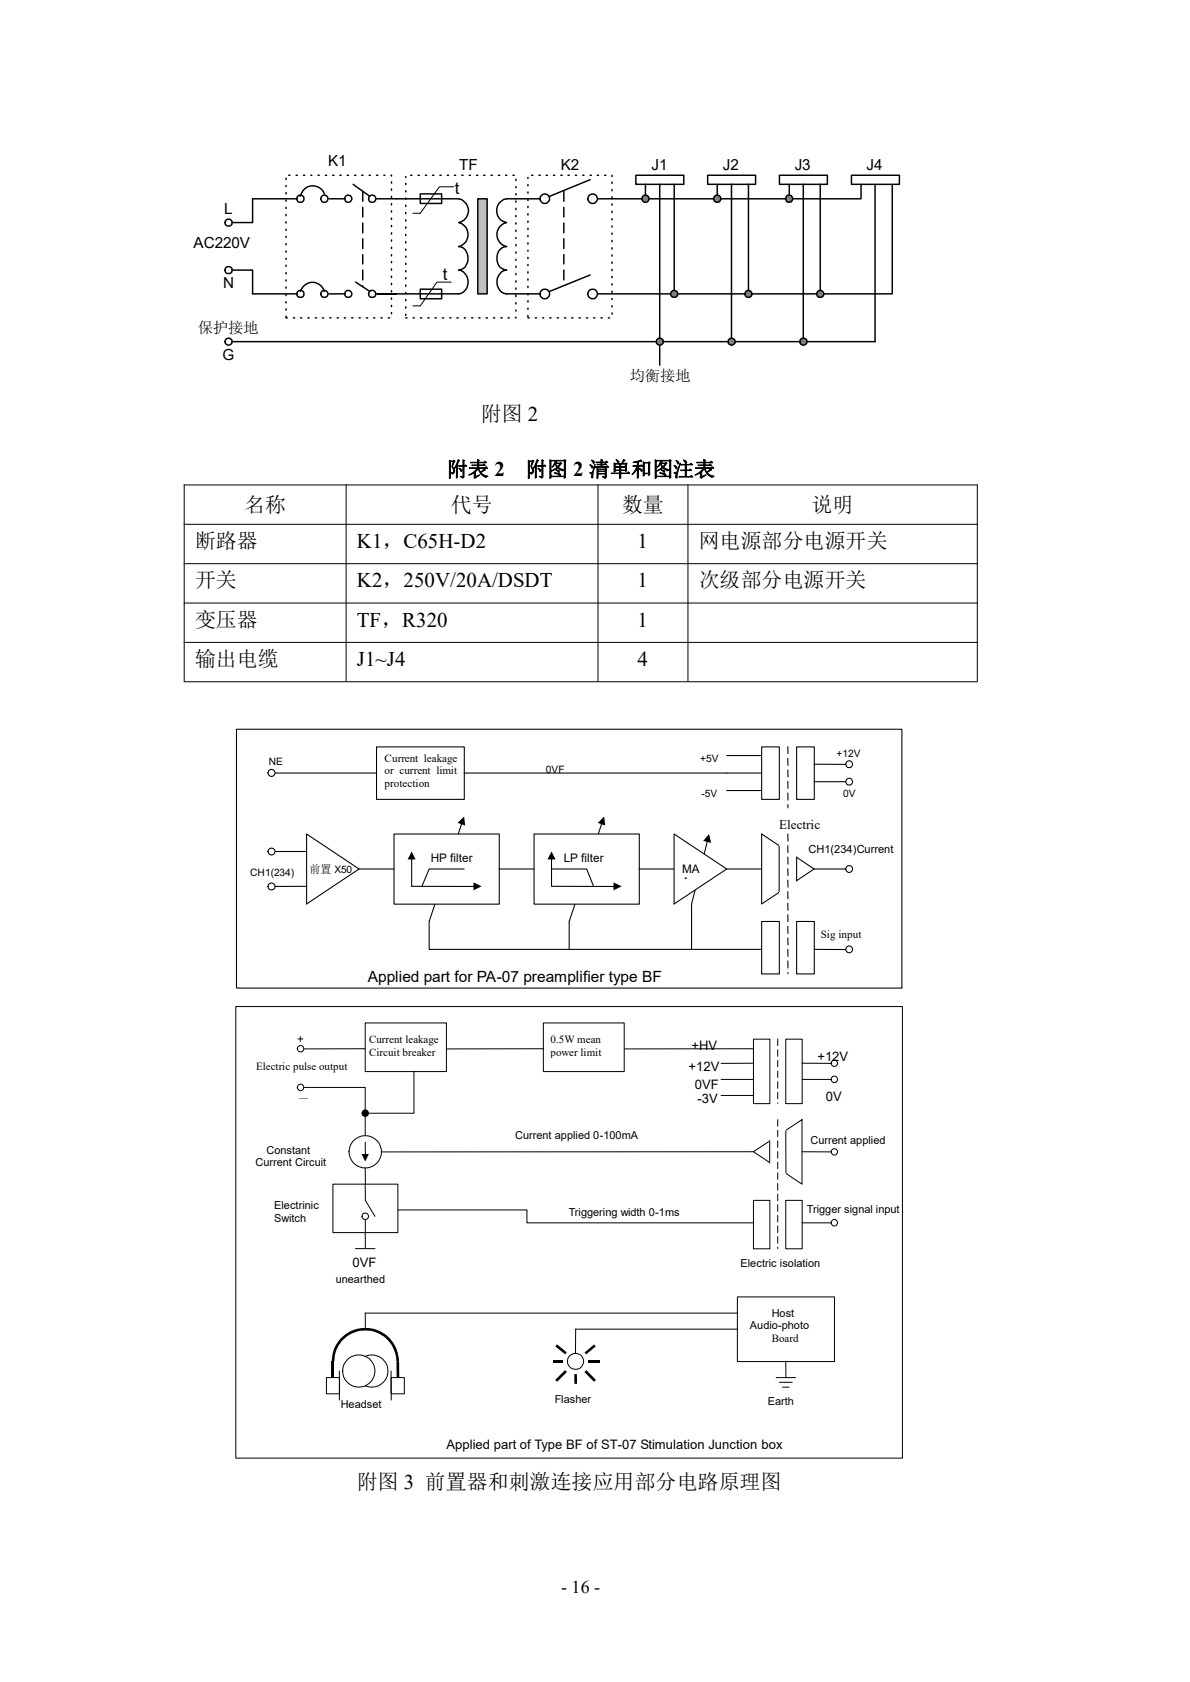 K1 TF K2 J1 J2 J3 J4
t
L
AC220V
t
N
保护接地
G
均衡接地
附图 2
附表 2 附图 2 清单和图注表
名称 代号 数量 说明
断路器 K1，C65H-D2 1 网电源部分电源开关
开关 K2，250V/20A/DSDT 1 次级部分电源开关
变压器 TF，R320 1
输出电缆 J1~J4 4
NE
Current leakage
or current limit
protection
0VF
+5V
-5V
+12V
0V
Electric
CH1(234)
前置 X50
HP filter
LP filter
MA
CH1(234)Current
Sig input
Applied part for PA-07 preamplifier type BF
+
Electric pulse output
—
Current leakage
Circuit breaker
0.5W mean
power limit
+HV
+12V
0VF
-3V
+12V
0V
Current applied 0-100mA
Current applied
Constant
Current Circuit
Electrinic
Switch
Triggering width 0-1ms
Trigger signal input
0VF
unearthed
Electric isolation
Host
Audio-photo
Board
Headset
Flasher
Earth
Applied part of Type BF of ST-07 Stimulation Junction box
附图 3 前置器和刺激连接应用部分电路原理图
- 16 -